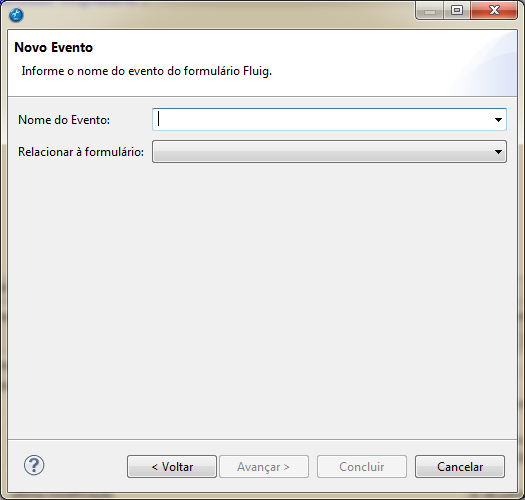 Novo Evento
Informe o nome do evento do formulário Fluig.
Nome do Evento:
Relacionar à formulário:
?
< Voltar
Avançar >
Concluir
Cancelar